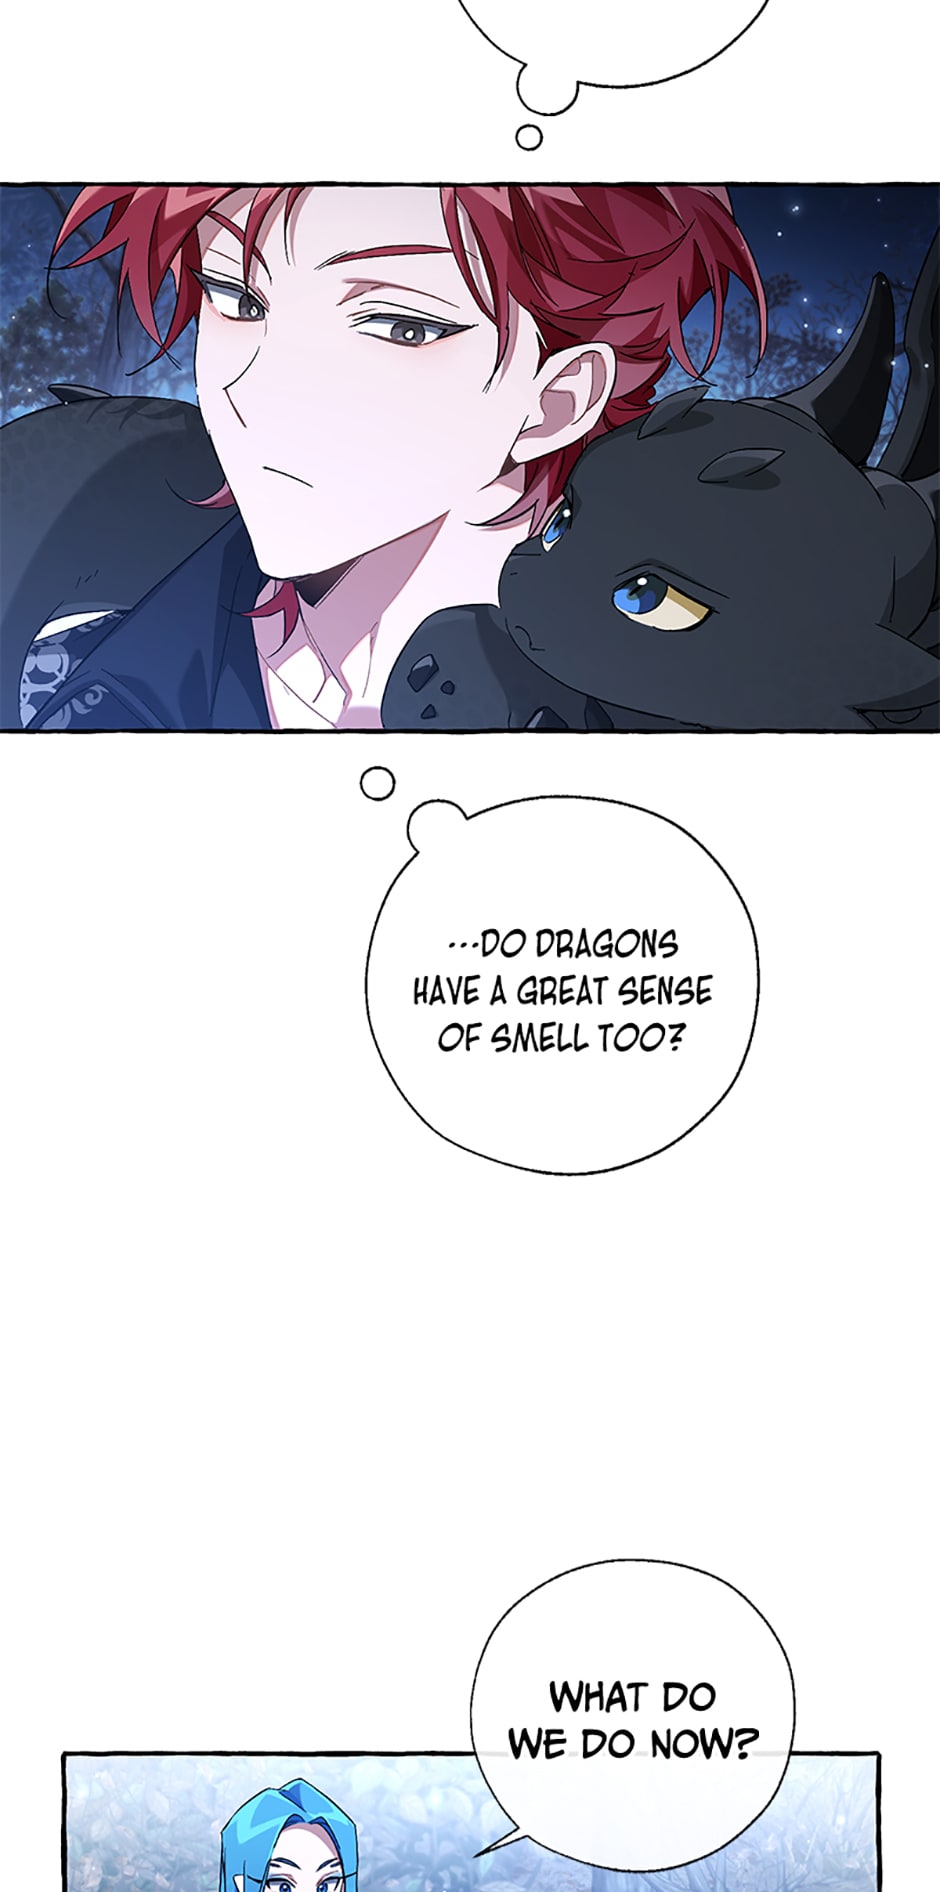 ...DO DRAGONS
HAVE A GREAT SENSE
OF SMELL TOO?
WHAT DO
WE DO NOW?